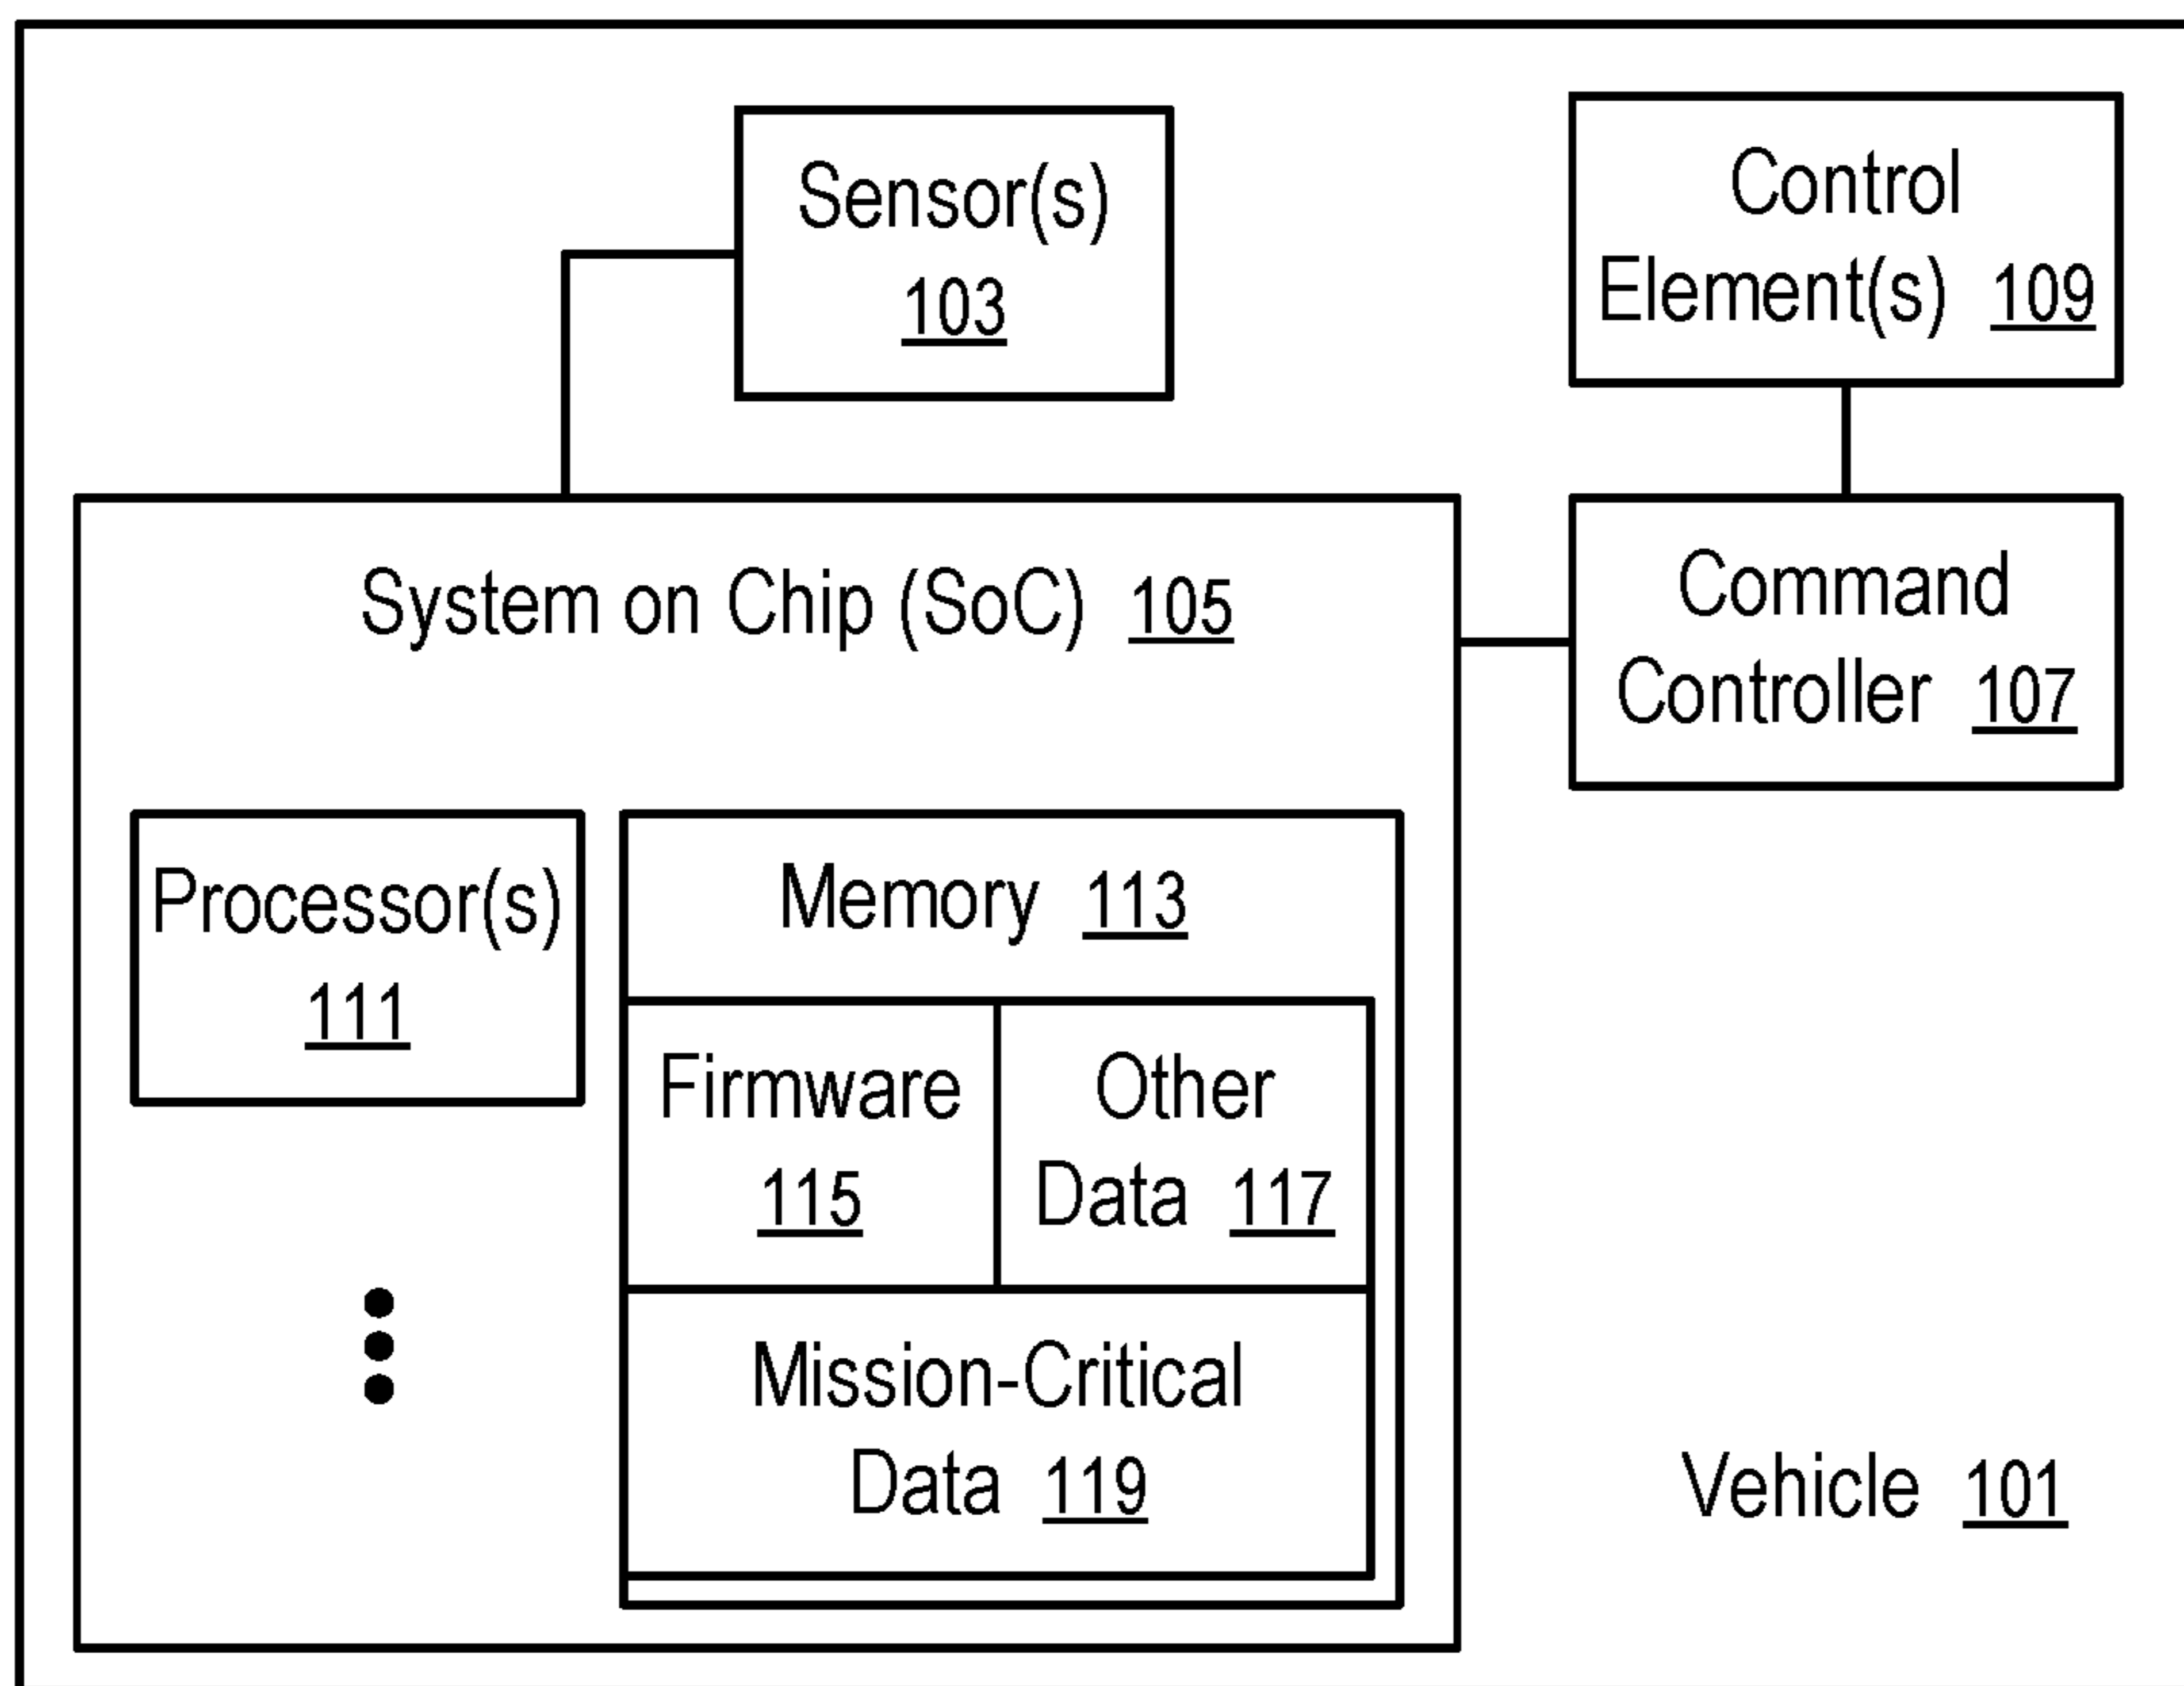 Sensor(s)
103
Control
Element(s) 109
System on Chip (SoC) 105
Command
Controller 107
Processor(s)
111
Memory 113
Firmware
115
Other
Data 117
Mission-Critical
Data 119
Vehicle 101